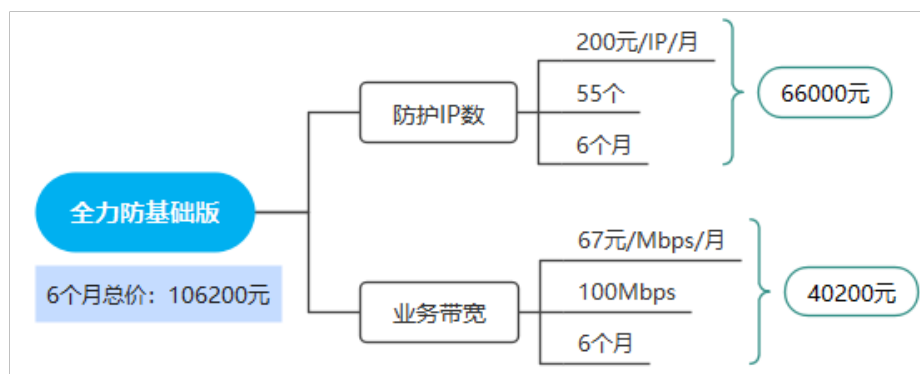 全力防基础版
6个月总价：106200元
防护IP数
200元/IP/月
55个
6个月
66000元
业务带宽
67元/Mbps/月
100Mbps
6个月
40200元